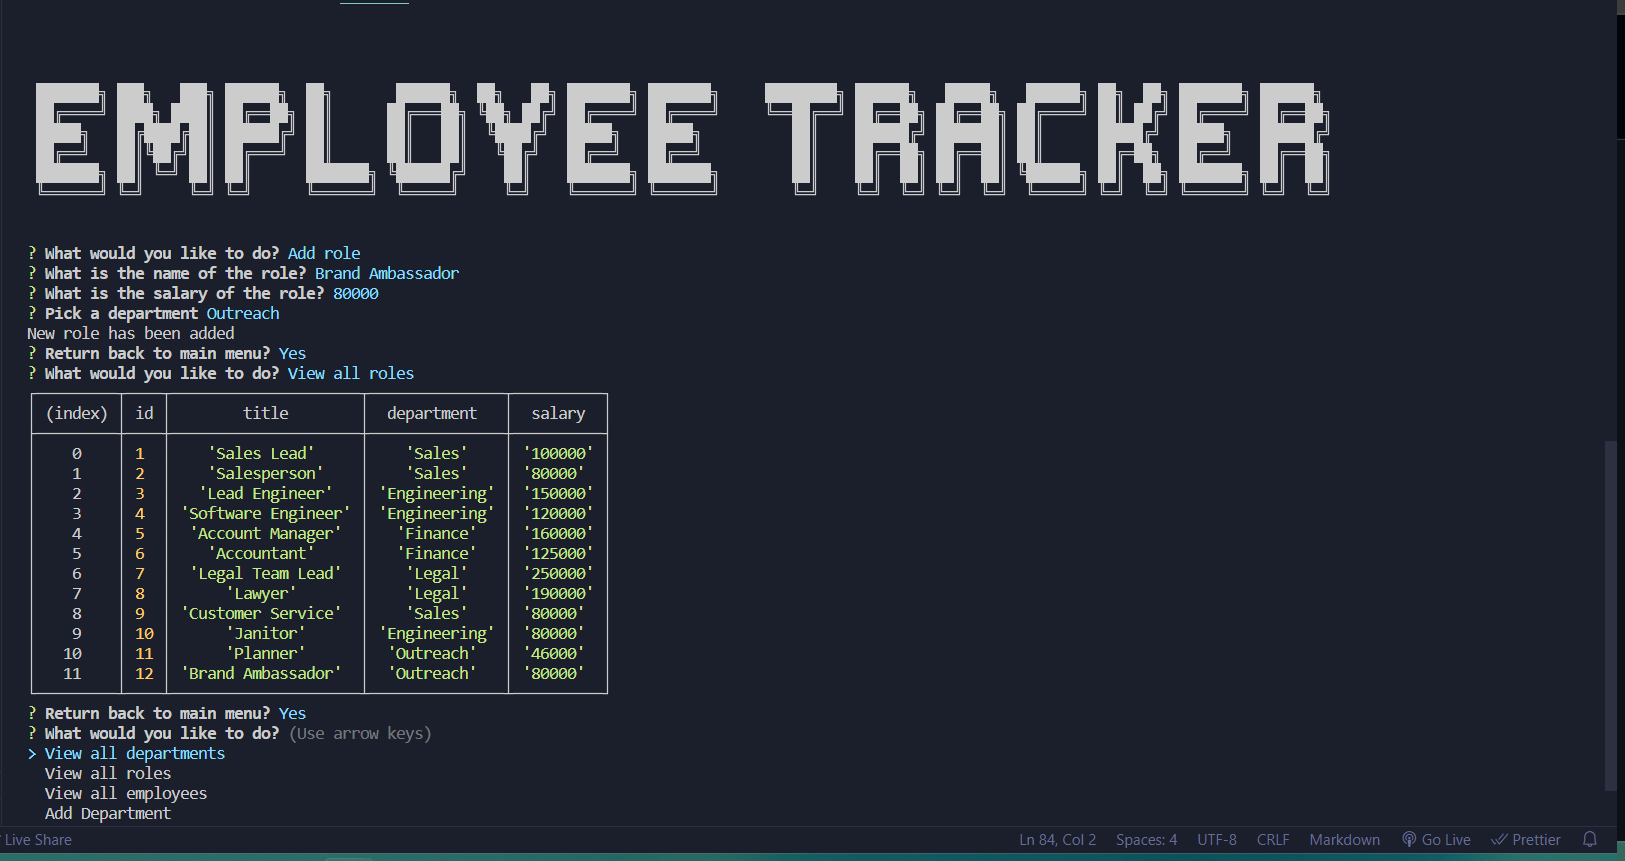 EMPLOYEE TRACKER
? What would you like to do? Add role
? What is the name of the role? Brand Ambassador
? What is the salary of the role? 80000
? Pick a department Outreach
New role has been added
? Return back to main menu? Yes
? What would you like to do? View all roles
(index) id title department salary
0 1 'Sales Lead' 'Sales' '100000'
1 2 'Salesperson' 'Sales' '80000'
2 3 'Lead Engineer' 'Engineering' '150000'
3 4 'Software Engineer' 'Engineering' '120000'
4 5 'Account Manager' 'Finance' '160000'
5 6 'Accountant' 'Finance' '125000'
6 7 'Legal Team Lead' 'Legal' '250000'
7 8 'Lawyer' 'Legal' '190000'
8 9 'Customer Service' 'Sales' '80000'
9 10 'Janitor' 'Engineering' '80000'
10 11 'Planner' 'Outreach' '46000'
11 12 'Brand Ambassador' 'Outreach' '80000'
? Return back to main menu? Yes
? What would you like to do? (Use arrow keys)
> View all departments
View all roles
View all employees
Add Department
Live Share Ln 84, Col 2 Spaces: 4 UTF-8 CRLF Markdown Go Live Prettier